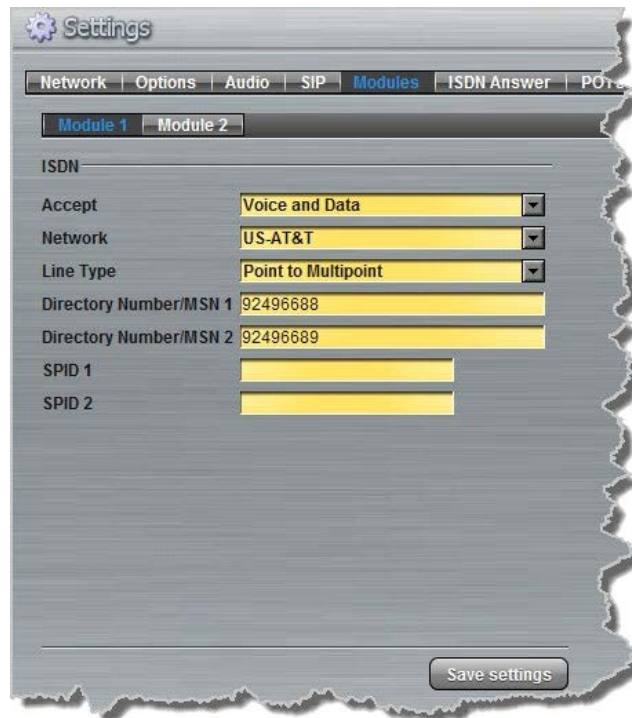 Settings
Network | Options | Audio | SIP | Modules | ISDN Answer |
Module 1 | Module 2
ISDN
Accept Voice and Data
Network US-AT&T
Line Type Point to Multipoint
Directory Number/MSN 1 92496688
Directory Number/MSN 2 92496689
SPID 1
SPID 2
Save settings